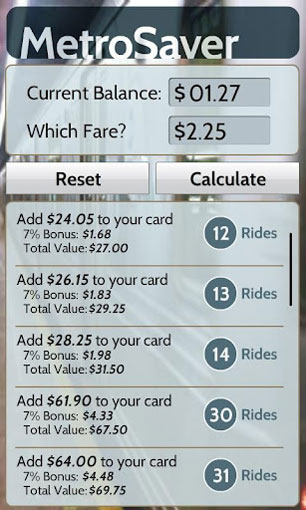 MetroSaver
Current Balance: $ 01.27
Which Fare? $2.25
Reset Calculate
Add $24.05 to your card
7% Bonus: $1.68
Total Value: $27.00
12 Rides
Add $26.15 to your card
7% Bonus: $1.83
Total Value: $29.25
13 Rides
Add $28.25 to your card
7% Bonus: $1.98
Total Value: $31.50
14 Rides
Add $61.90 to your card
7% Bonus: $4.33
Total Value: $67.50
30 Rides
Add $64.00 to your card
7% Bonus: $4.48
Total Value: $69.75
31 Rides